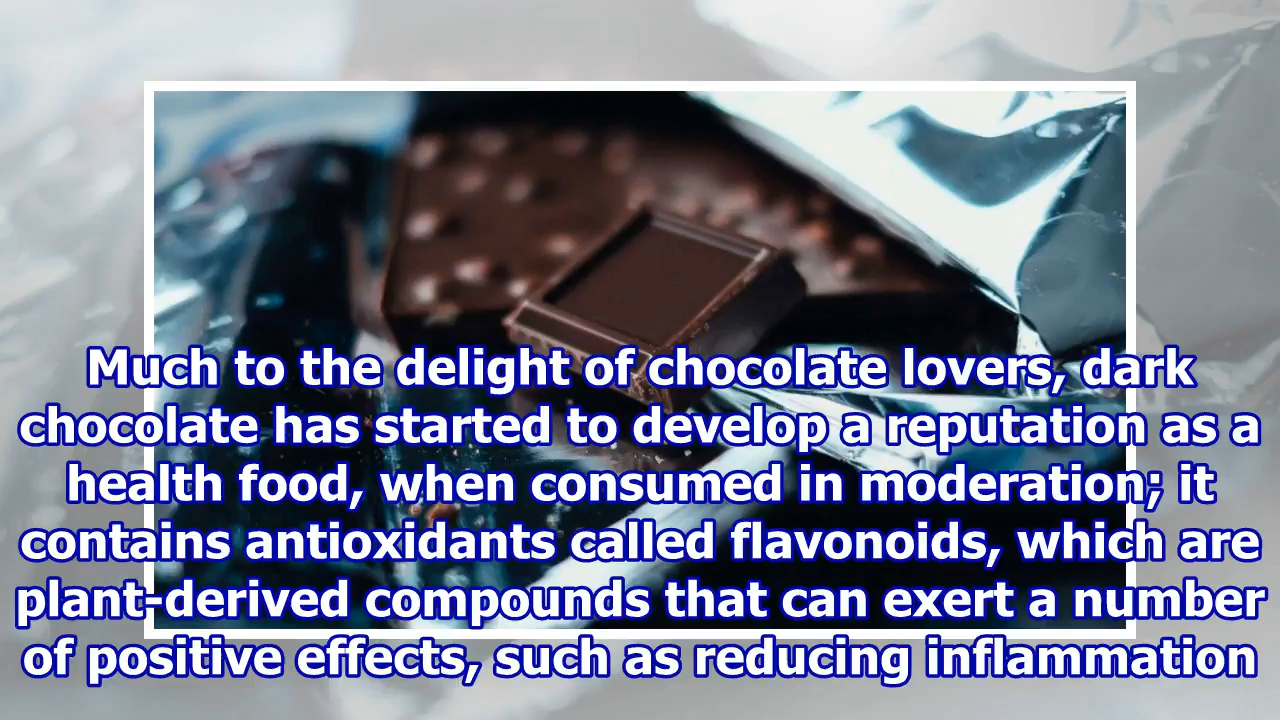 Much to the delight of chocolate lovers, dark
chocolate has started to develop a reputation as a
health food, when consumed in moderation; it
contains antioxidants called flavonoids, which are
plant-derived compounds that can exert a number
of positive effects, such as reducing inflammation